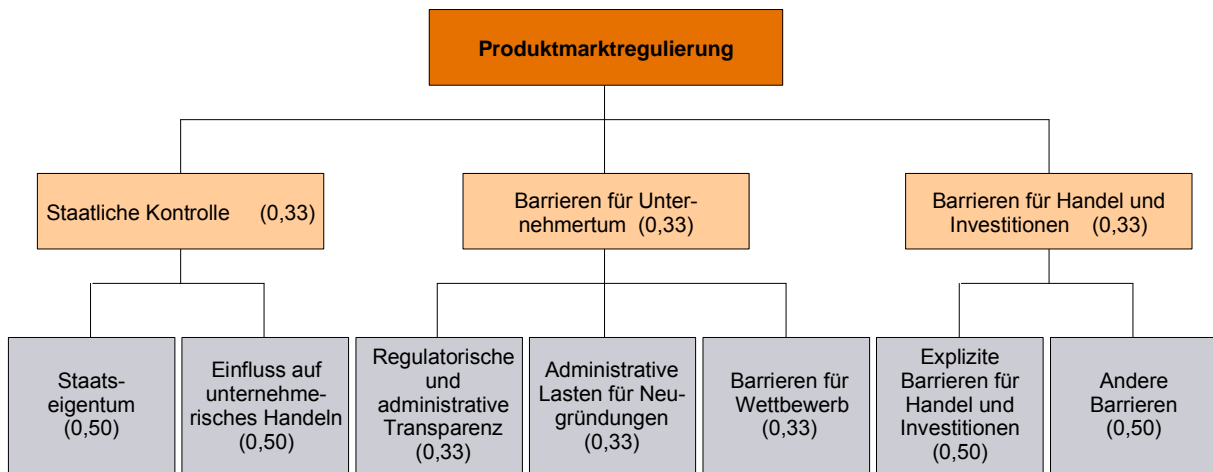 Produktmarktregulierung
Staatliche Kontrolle (0,33)
Barrieren für Unter-
nehmertum (0,33)
Barrieren für Handel und
Investitionen (0,33)
Staats-
eigentum
(0,50)
Einfluss auf
unternehme-
risches Handeln
(0,50)
Regulatorische
und
administrative
Transparenz
(0,33)
Administrative
Lasten für Neu-
gründungen
(0,33)
Barrieren für
Wettbewerb
(0,33)
Explizite
Barrieren für
Handel und
Investitionen
(0,50)
Andere
Barrieren
(0,50)